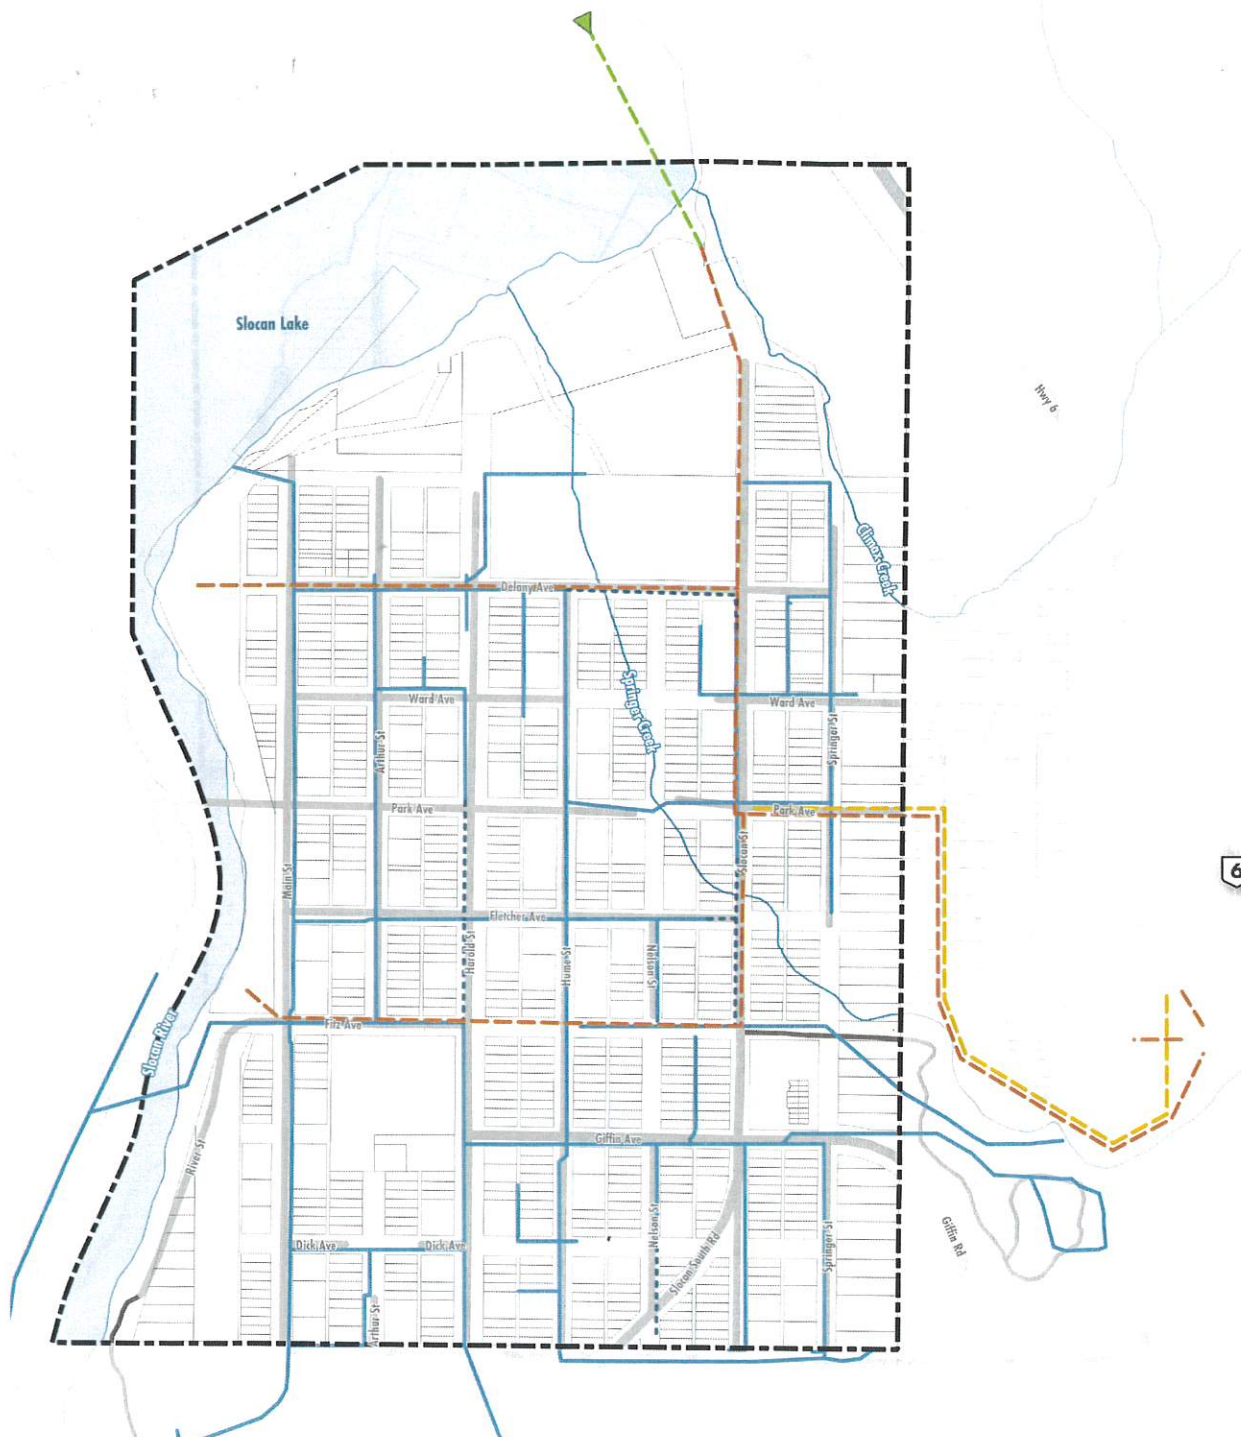 Slocan Lake
Hwy 6
Climax Creek
Delany Ave
Springer Creek
Ward Ave
Ward Ave
Arthur St
Springer St
Park Ave
Park Ave
Slocan St
6
Main St
Fletcher Ave
Harold St
Hume St
Nelson St
Slocan River
Fitz Ave
Giffin Ave
River St
Nelson St
Slocan South Rd
Springer St
Giffin Rd
Dick Ave
Dick Ave
Arthur St